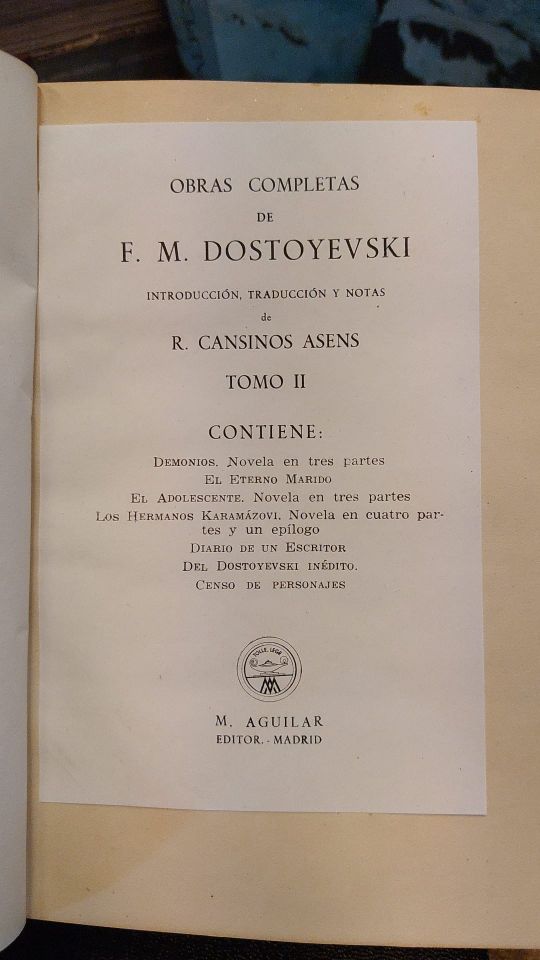 OBRAS COMPLETAS
DE
F. M. DOSTOYEVSKI
INTRODUCCIÓN, TRADUCCIÓN Y NOTAS
de
R. CANSINOS ASENS
TOMO II
CONTIENE:
DEMONIOS. Novela en tres partes
EL ETERNO MARIDO
EL ADOLESCENTE. Novela en tres partes
LOS HERMANOS KARAMÁZOVI. Novela en cuatro par-
tes y un epílogo
DIARIO DE UN ESCRITOR
DEL DOSTOYEVSKI INÉDITO.
CENSO DE PERSONAJES
TOLLE, LEGE
M. AGUILAR
EDITOR. - MADRID